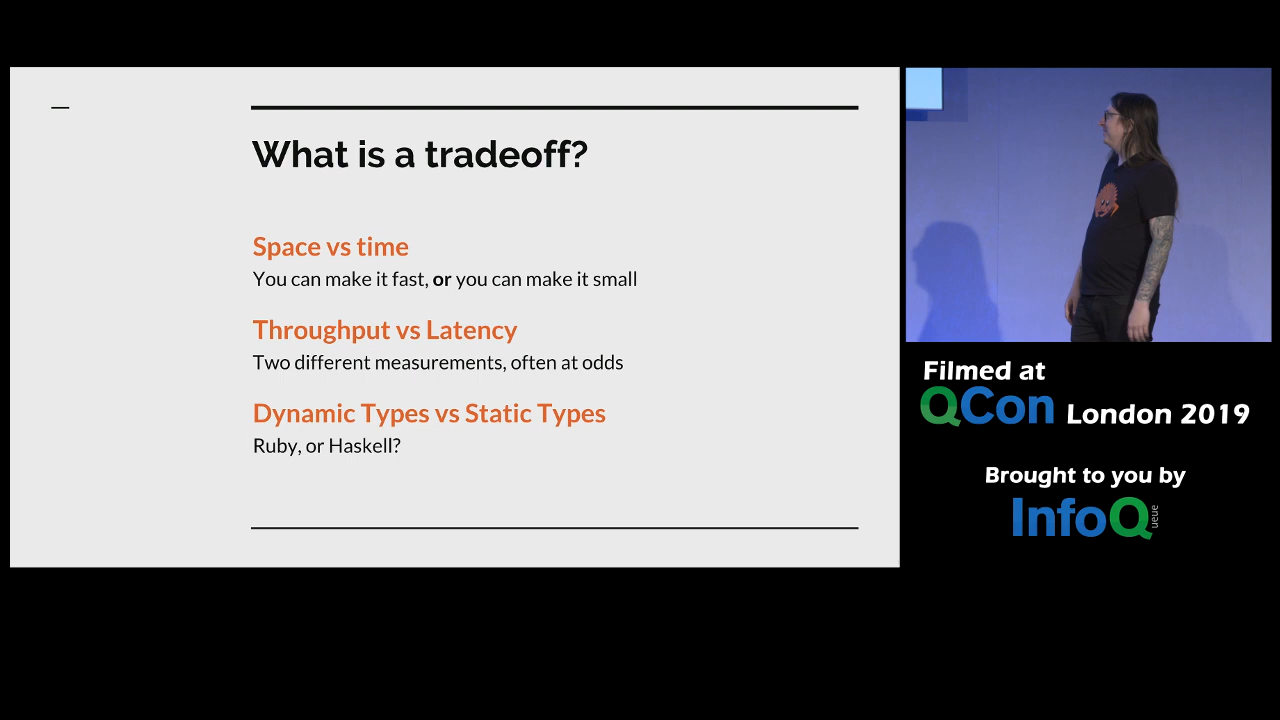 What is a tradeoff?
Space vs time
You can make it fast, or you can make it small
Throughput vs Latency
Two different measurements, often at odds
Dynamic Types vs Static Types
Ruby, or Haskell?
Filmed at
QCon London 2019
Brought to you by
InfoQ
ueue